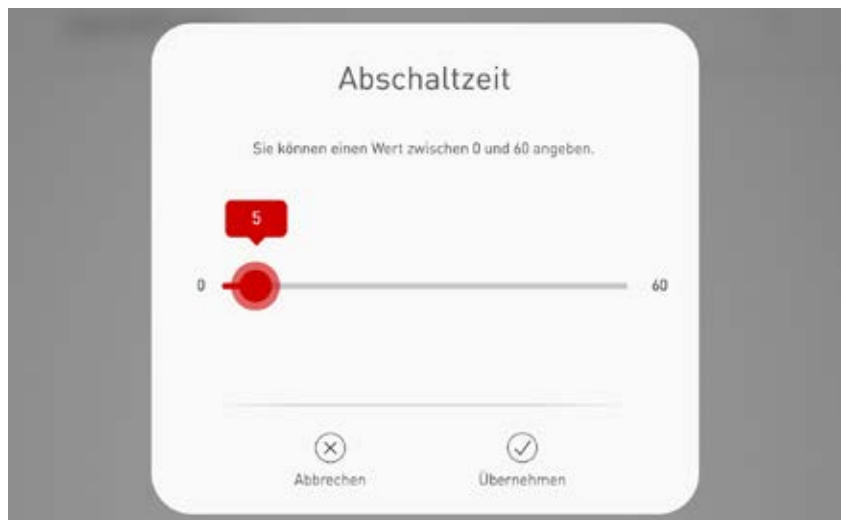 Abschaltzeit
Sie können einen Wert zwischen 0 und 60 angeben.
5
0 60
Abbrechen Übernehmen